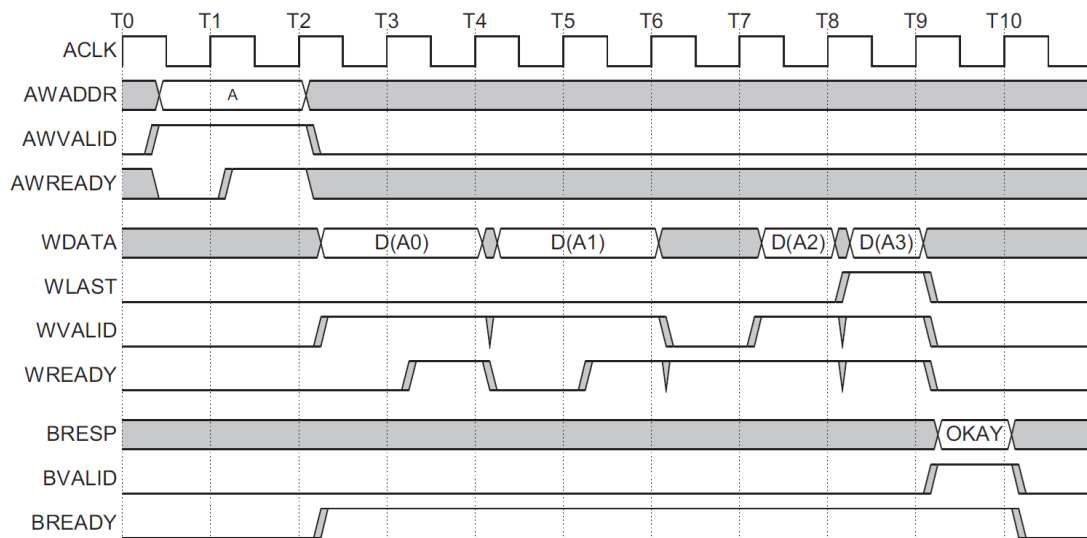 T0 T1 T2 T3 T4 T5 T6 T7 T8 T9 T10
ACLK
AWADDR A
AWVALID
AWREADY
WDATA D(A0) D(A1) D(A2) D(A3)
WLAST
WVALID
WREADY
BRESP OKAY
BVALID
BREADY